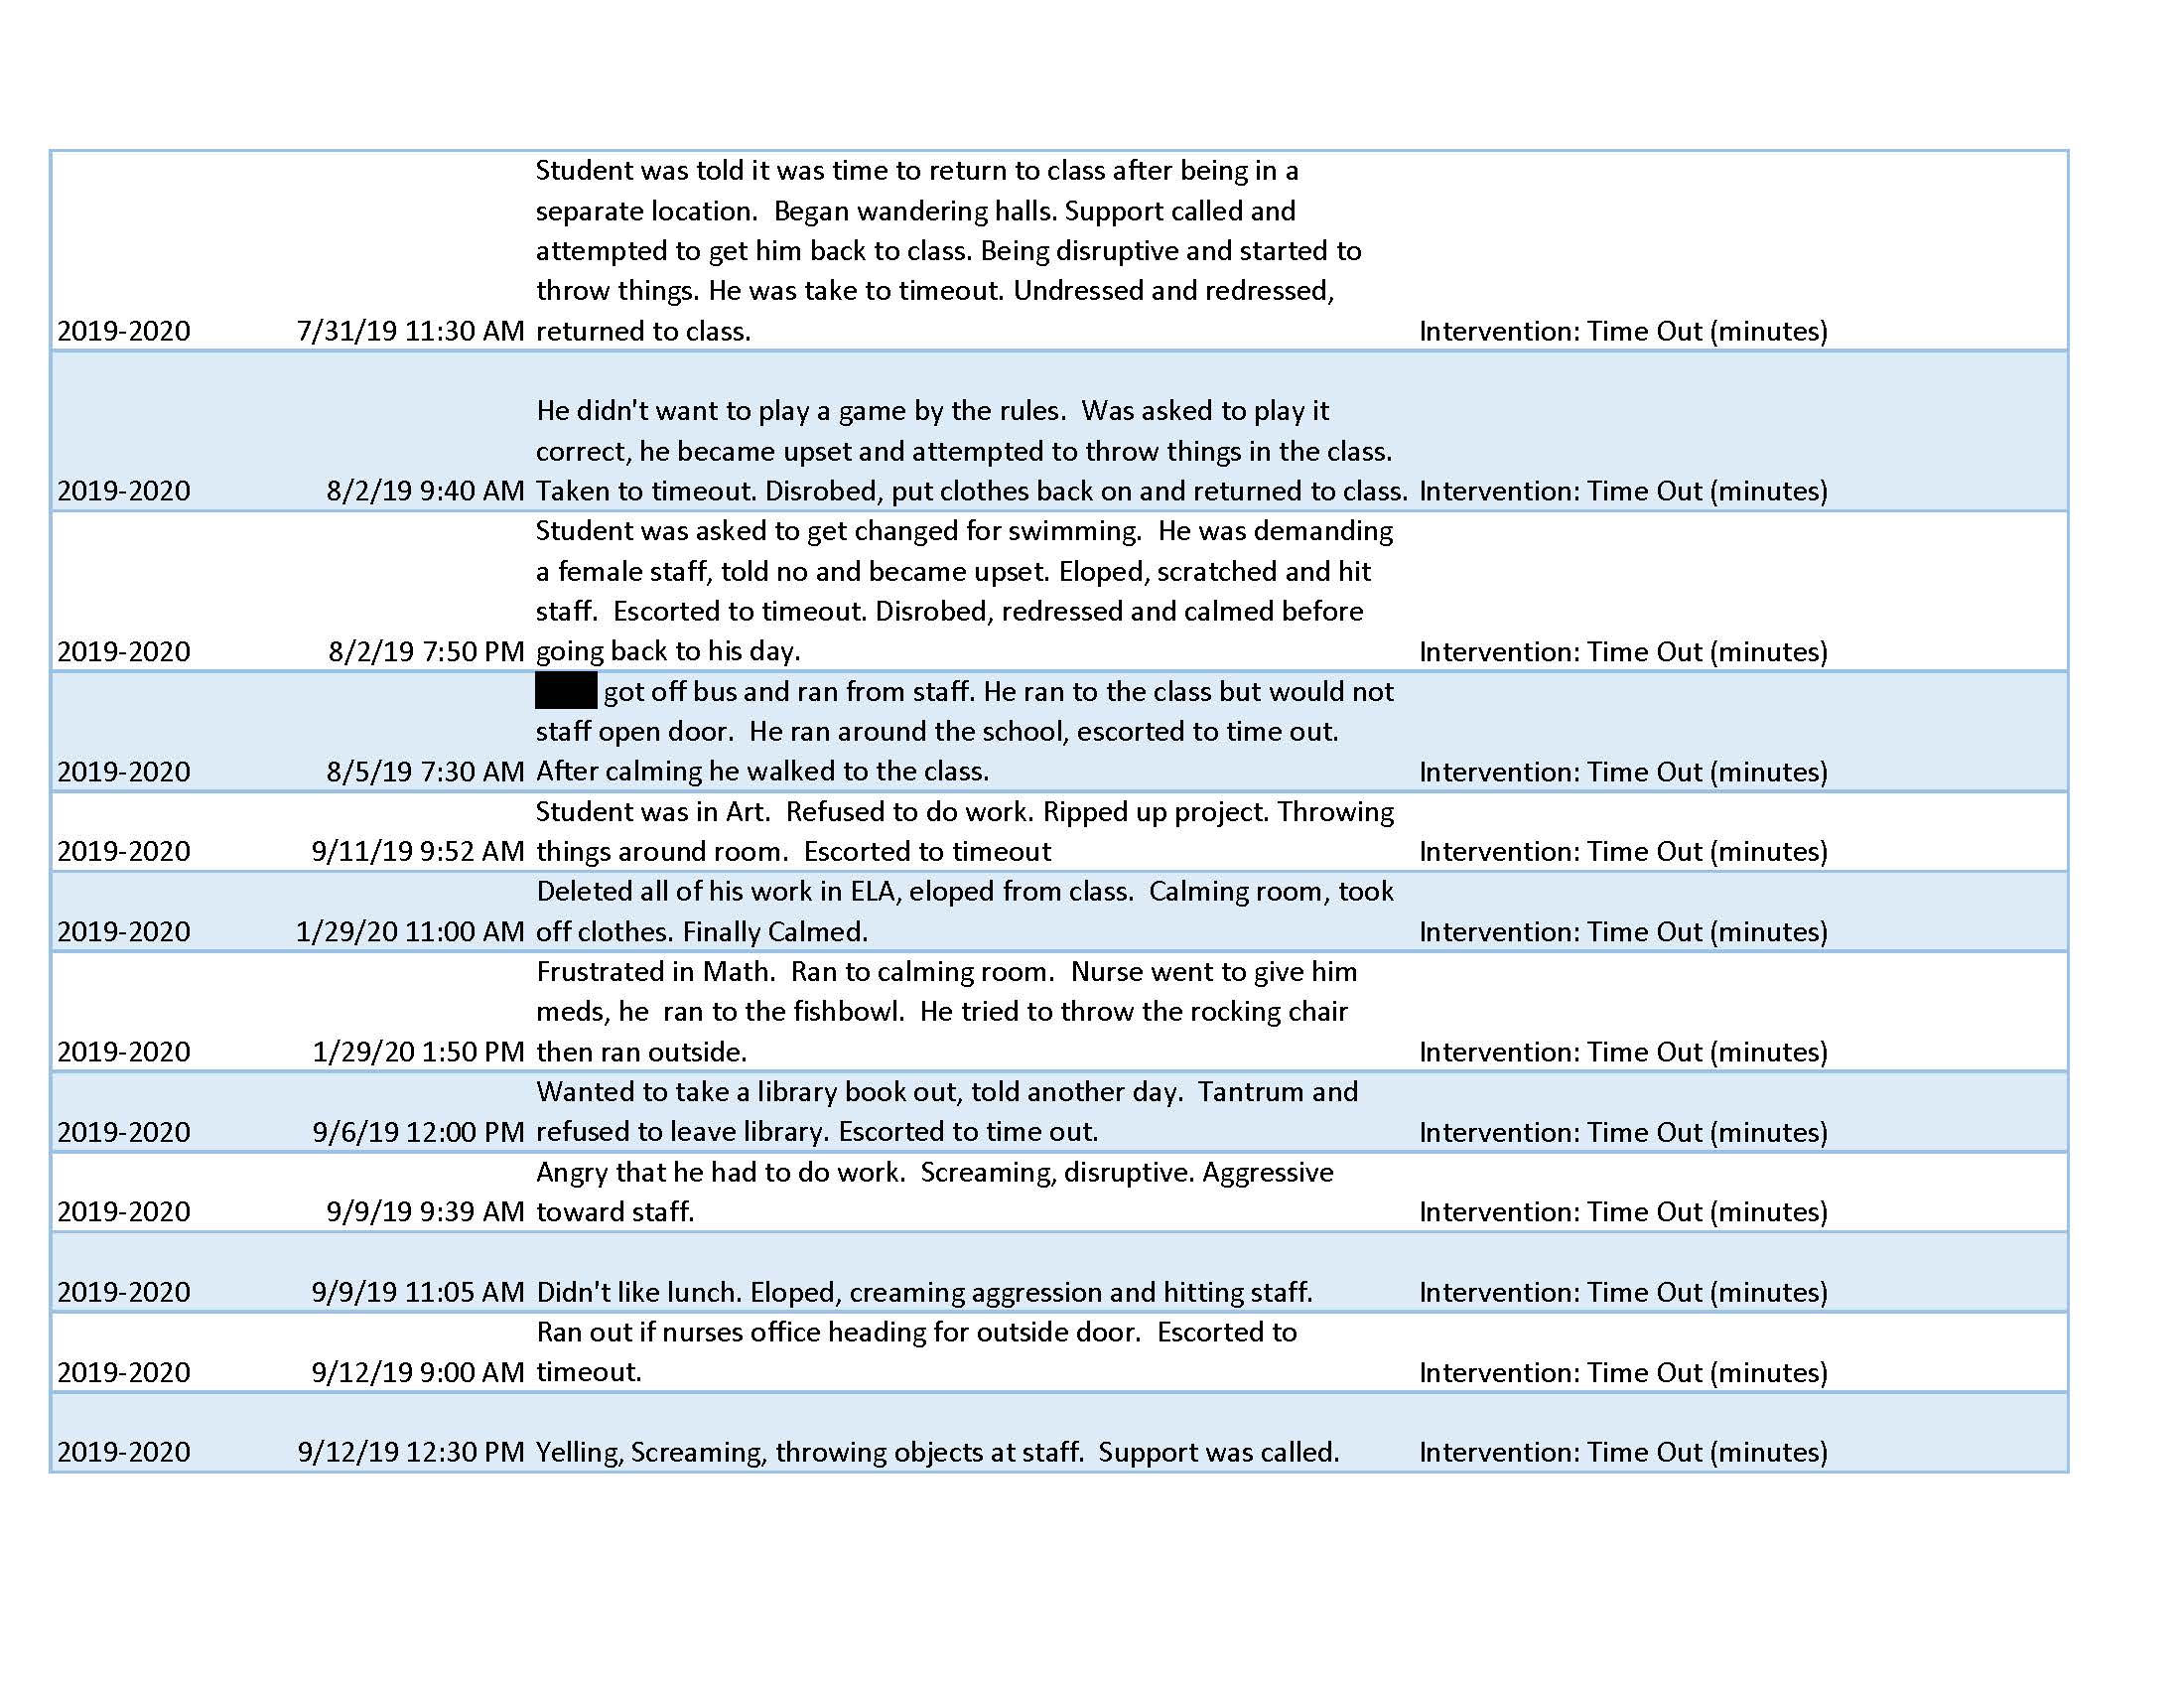 Student was told it was time to return to class after being in a
separate location.  Began wandering halls. Support called and
attempted to get him back to class. Being disruptive and started to
throw things. He was take to timeout. Undressed and redressed,
2019-2020 7/31/19 11:30 AM returned to class. Intervention: Time Out (minutes)
He didn't want to play a game by the rules.  Was asked to play it
correct, he became upset and attempted to throw things in the class.
2019-2020 8/2/19 9:40 AM Taken to timeout. Disrobed, put clothes back on and returned to class. Intervention: Time Out (minutes)
Student was asked to get changed for swimming.  He was demanding
a female staff, told no and became upset. Eloped, scratched and hit
staff.  Escorted to timeout. Disrobed, redressed and calmed before
2019-2020 8/2/19 7:50 PM going back to his day. Intervention: Time Out (minutes)
got off bus and ran from staff. He ran to the class but would not
staff open door.  He ran around the school, escorted to time out.
2019-2020 8/5/19 7:30 AM After calming he walked to the class. Intervention: Time Out (minutes)
Student was in Art.  Refused to do work. Ripped up project. Throwing
2019-2020 9/11/19 9:52 AM things around room.  Escorted to timeout Intervention: Time Out (minutes)
Deleted all of his work in ELA, eloped from class.  Calming room, took
2019-2020 1/29/20 11:00 AM off clothes. Finally Calmed. Intervention: Time Out (minutes)
Frustrated in Math.  Ran to calming room.  Nurse went to give him
meds, he  ran to the fishbowl.  He tried to throw the rocking chair
2019-2020 1/29/20 1:50 PM then ran outside. Intervention: Time Out (minutes)
Wanted to take a library book out, told another day.  Tantrum and
2019-2020 9/6/19 12:00 PM refused to leave library. Escorted to time out. Intervention: Time Out (minutes)
Angry that he had to do work.  Screaming, disruptive. Aggressive
2019-2020 9/9/19 9:39 AM toward staff. Intervention: Time Out (minutes)
2019-2020 9/9/19 11:05 AM Didn't like lunch. Eloped, creaming aggression and hitting staff. Intervention: Time Out (minutes)
Ran out if nurses office heading for outside door.  Escorted to
2019-2020 9/12/19 9:00 AM timeout. Intervention: Time Out (minutes)
2019-2020 9/12/19 12:30 PM Yelling, Screaming, throwing objects at staff.  Support was called. Intervention: Time Out (minutes)